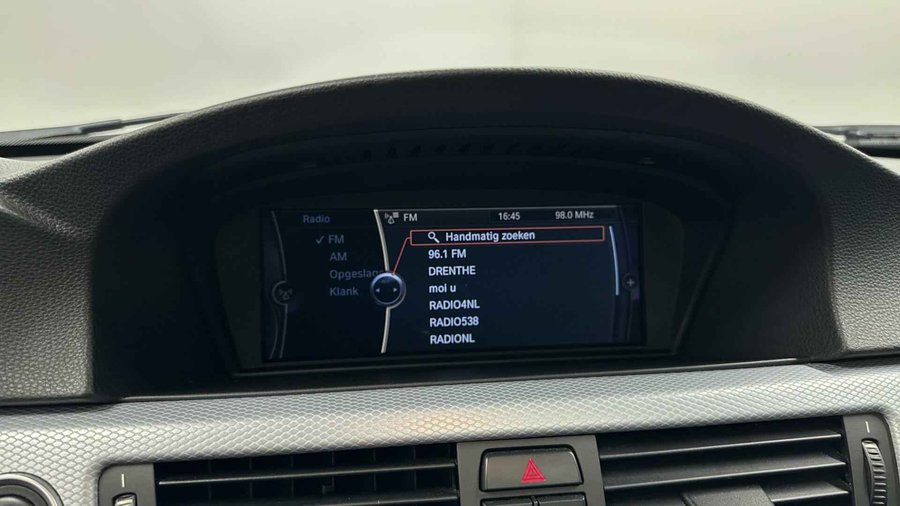 Radio
FM
AM
Opgeslag
Klank
FM 16:45 98.0 MHz
Handmatig zoeken
96.1 FM
DRENTHE
moi u
RADIO4NL
RADIO538
RADIONL